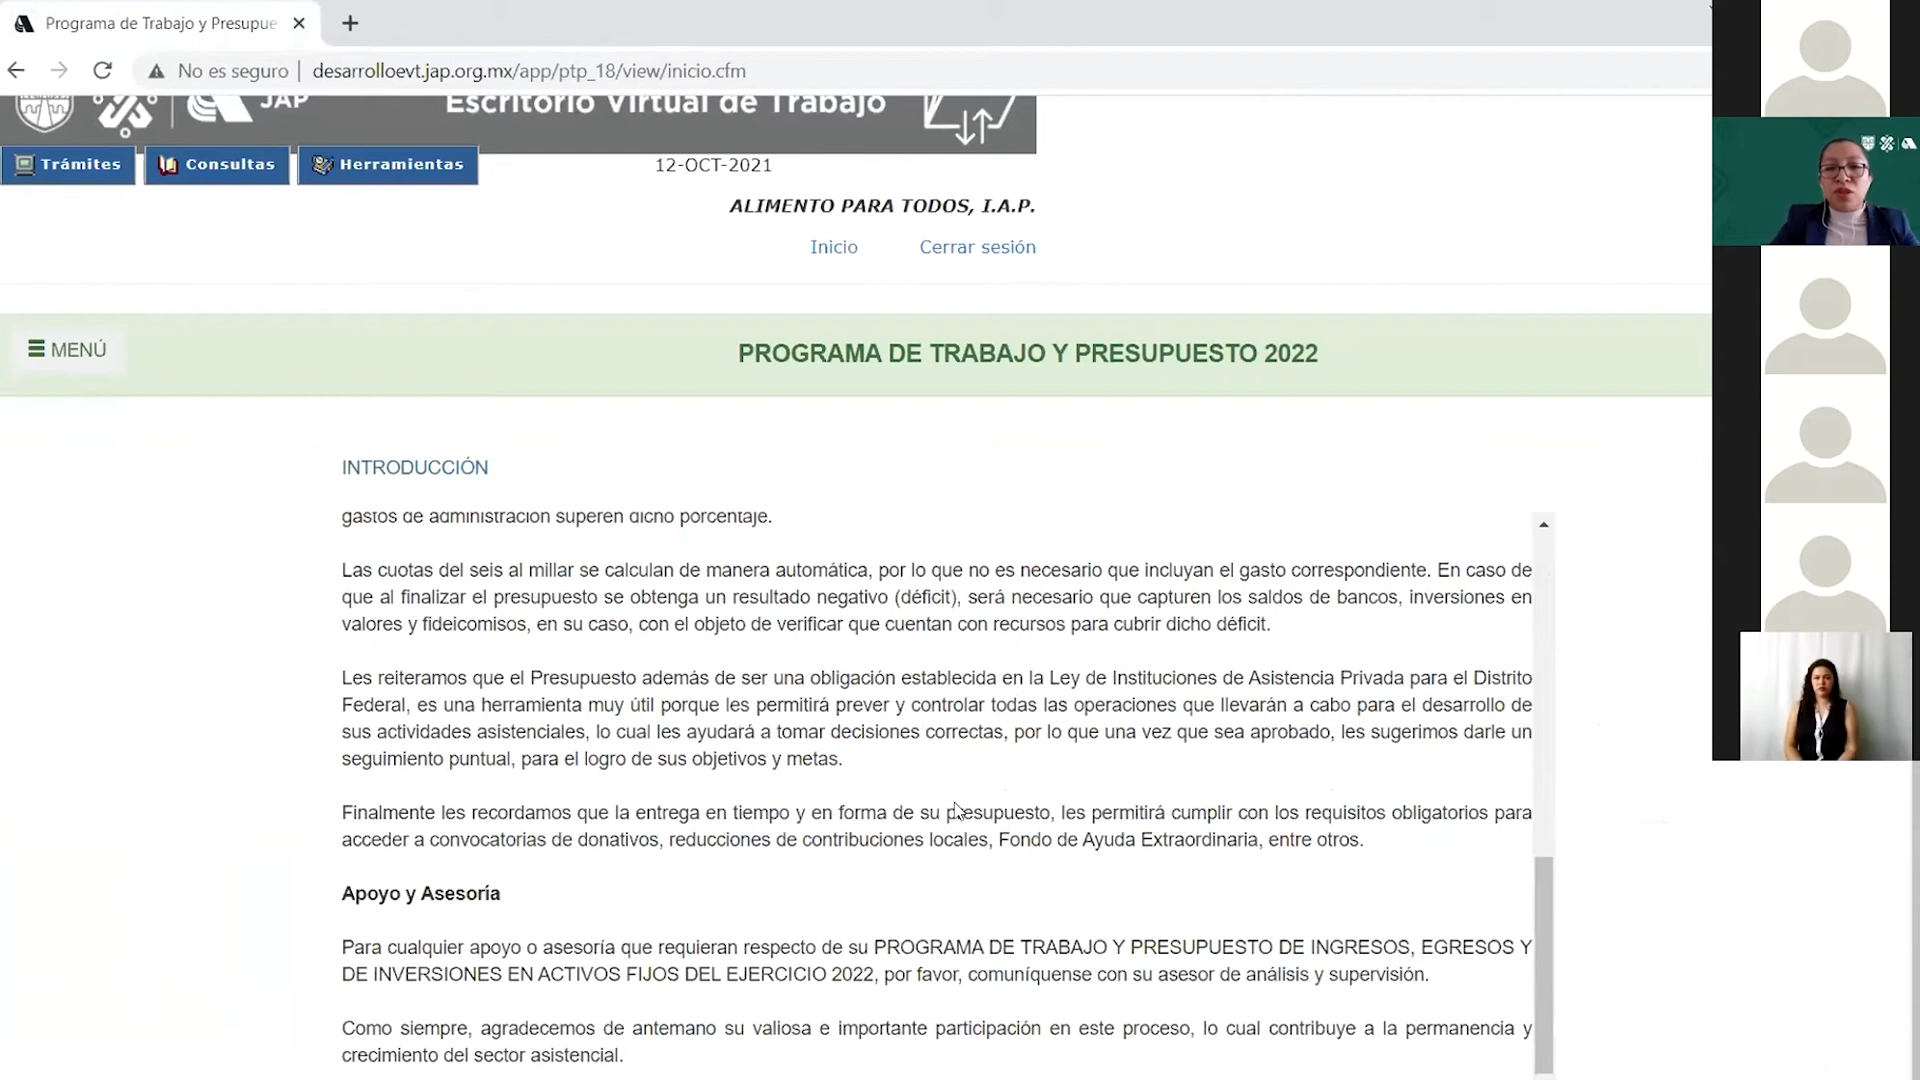 Programa de Trabajo y Presupue
No es seguro | desarrolloevt.jap.org.mx/app/ptp_18/view/inicio.cfm
JAP
Escritorio Virtual de Trabajo
Trámites
Consultas
Herramientas
12-OCT-2021
ALIMENTO PARA TODOS, I.A.P.
Inicio
Cerrar sesión
MENÚ
PROGRAMA DE TRABAJO Y PRESUPUESTO 2022
INTRODUCCIÓN
gastos de administración superen dicho porcentaje.
Las cuotas del seis al millar se calculan de manera automática, por lo que no es necesario que incluyan el gasto correspondiente. En caso de
que al finalizar el presupuesto se obtenga un resultado negativo (déficit), será necesario que capturen los saldos de bancos, inversiones en
valores y fideicomisos, en su caso, con el objeto de verificar que cuentan con recursos para cubrir dicho déficit.
Les reiteramos que el Presupuesto además de ser una obligación establecida en la Ley de Instituciones de Asistencia Privada para el Distrito
Federal, es una herramienta muy útil porque les permitirá prever y controlar todas las operaciones que llevarán a cabo para el desarrollo de
sus actividades asistenciales, lo cual les ayudará a tomar decisiones correctas, por lo que una vez que sea aprobado, les sugerimos darle un
seguimiento puntual, para el logro de sus objetivos y metas.
Finalmente les recordamos que la entrega en tiempo y en forma de su presupuesto, les permitirá cumplir con los requisitos obligatorios para
acceder a convocatorias de donativos, reducciones de contribuciones locales, Fondo de Ayuda Extraordinaria, entre otros.
Apoyo y Asesoría
Para cualquier apoyo o asesoría que requieran respecto de su PROGRAMA DE TRABAJO Y PRESUPUESTO DE INGRESOS, EGRESOS Y
DE INVERSIONES EN ACTIVOS FIJOS DEL EJERCICIO 2022, por favor, comuníquense con su asesor de análisis y supervisión.
Como siempre, agradecemos de antemano su valiosa e importante participación en este proceso, lo cual contribuye a la permanencia y
crecimiento del sector asistencial.